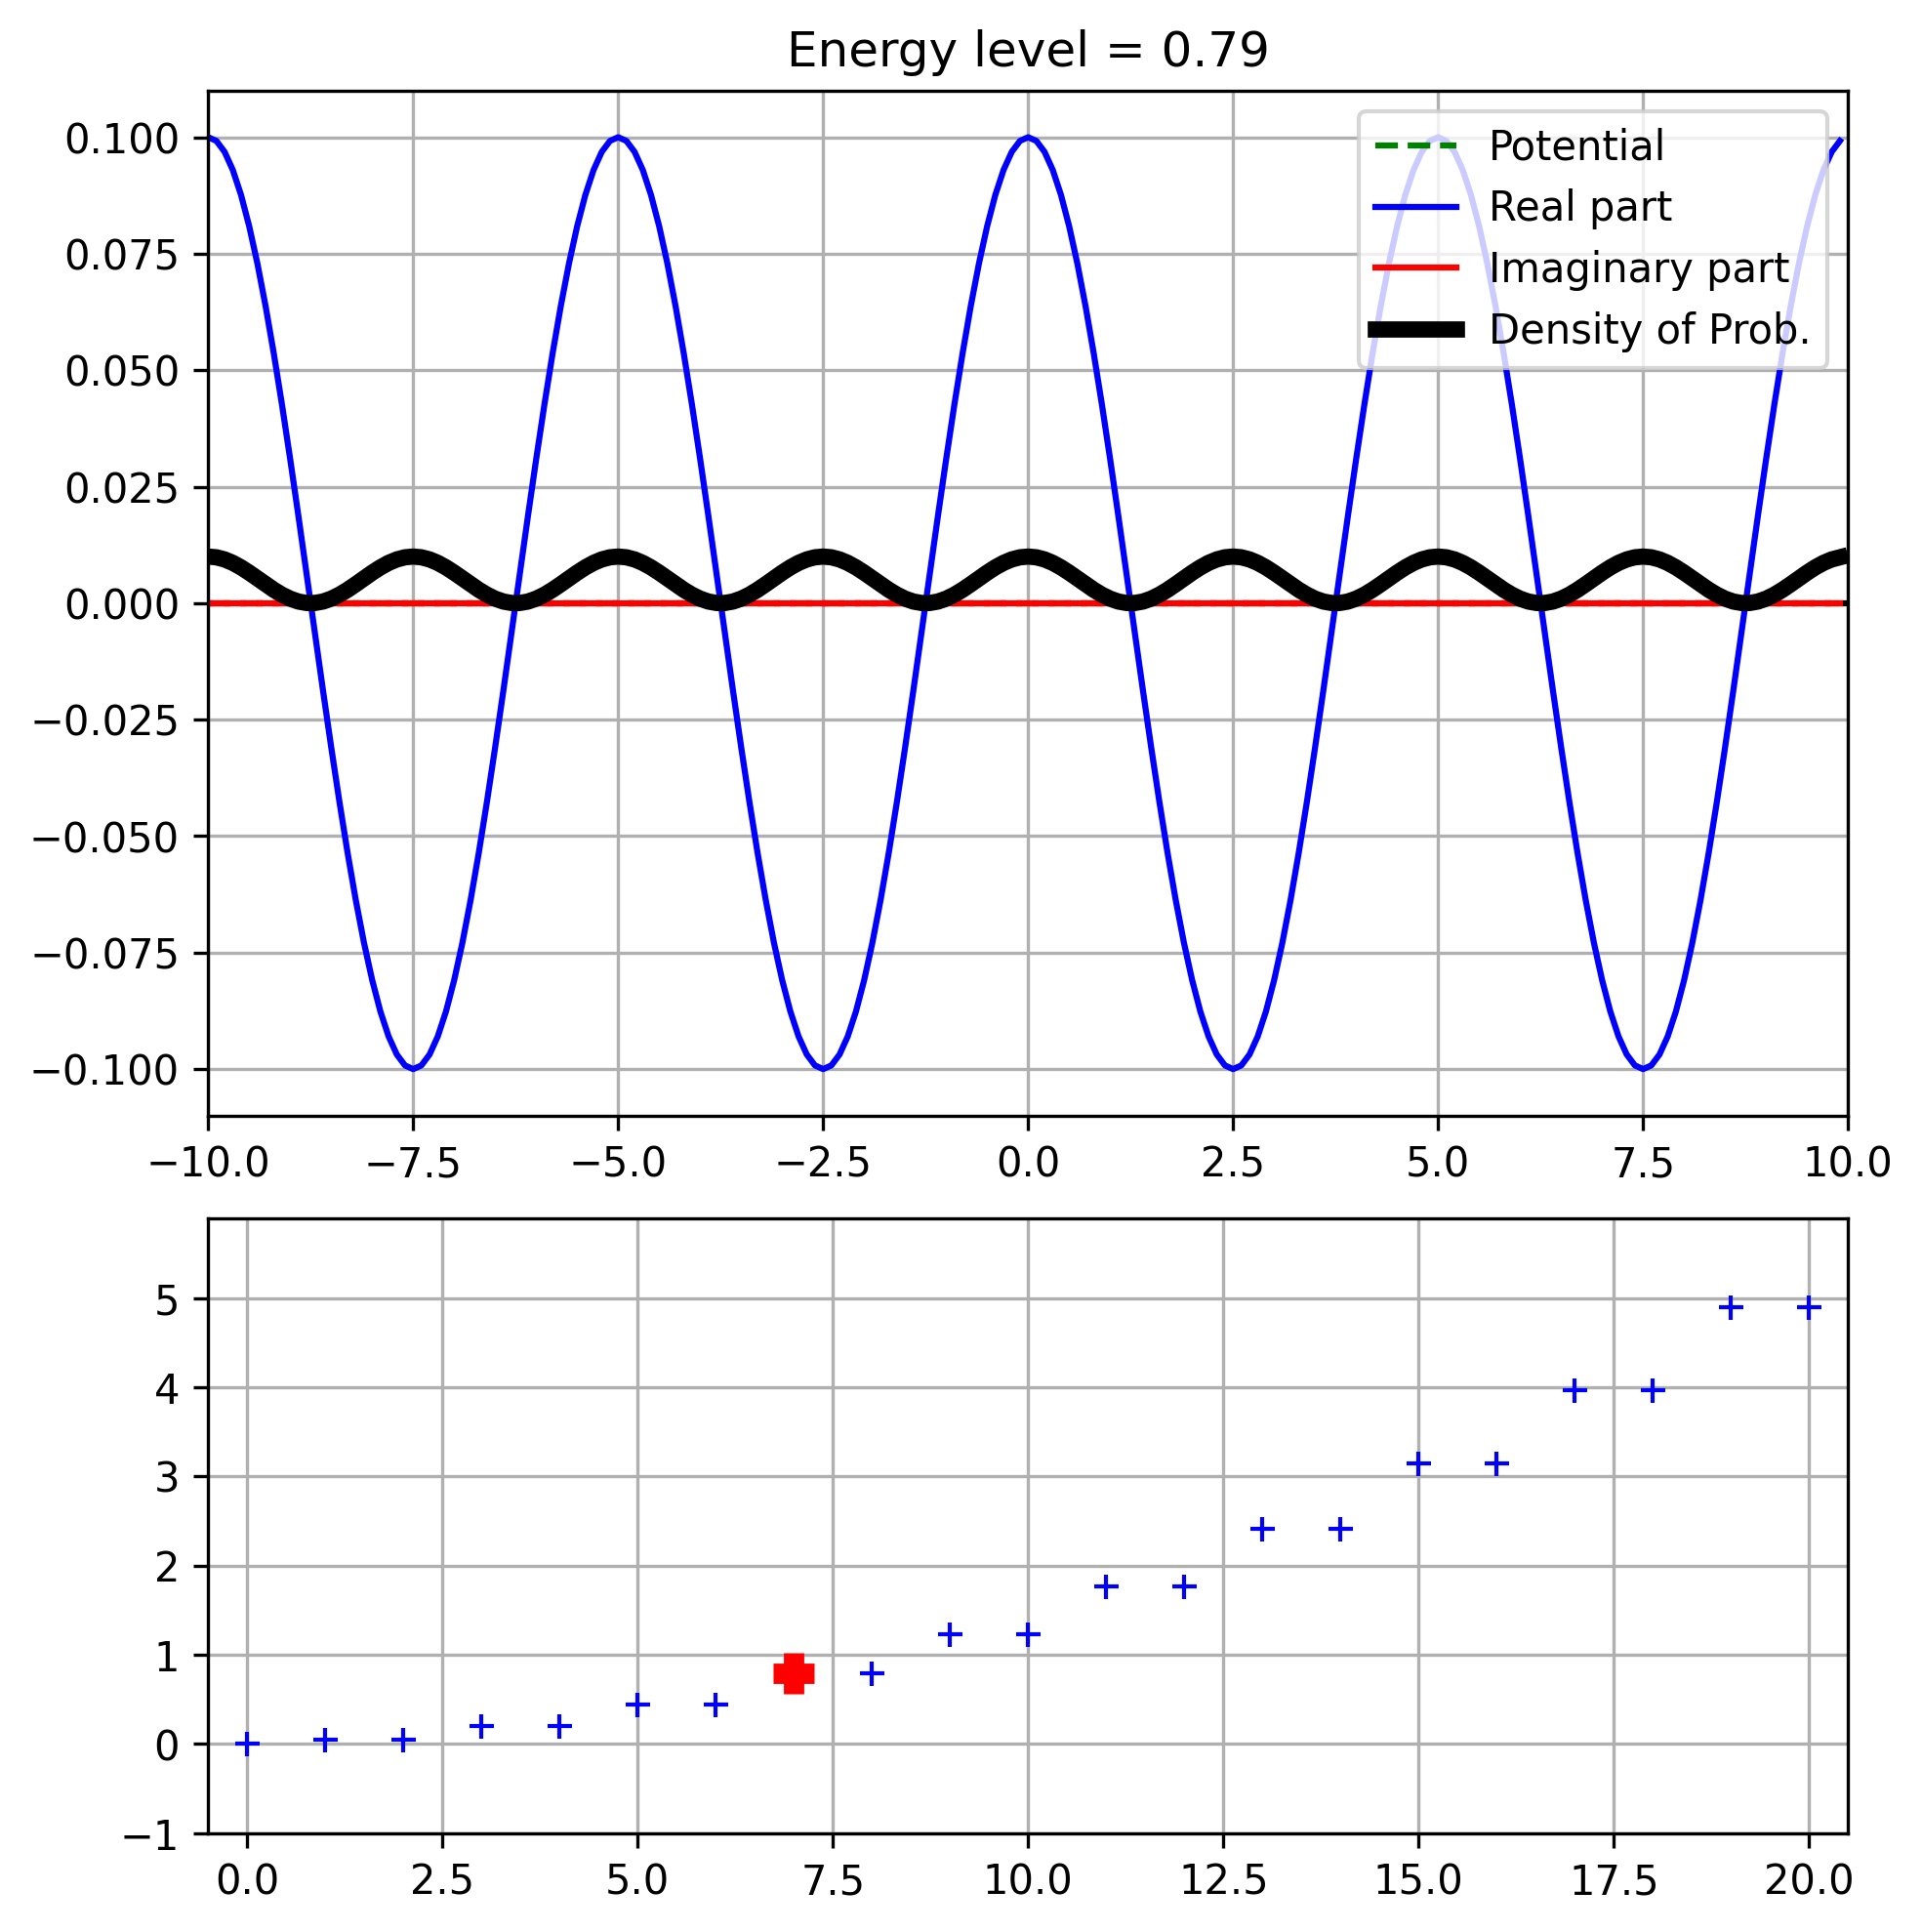 Energy level = 0.79
0.100
0.075
0.050
0.025
0.000
−0.025
−0.050
−0.075
−0.100
Potential
Real part
Imaginary part
Density of Prob.
−10.0 −7.5 −5.0 −2.5 0.0 2.5 5.0 7.5 10.0
5
4
3
2
1
0
−1
0.0 2.5 5.0 7.5 10.0 12.5 15.0 17.5 20.0